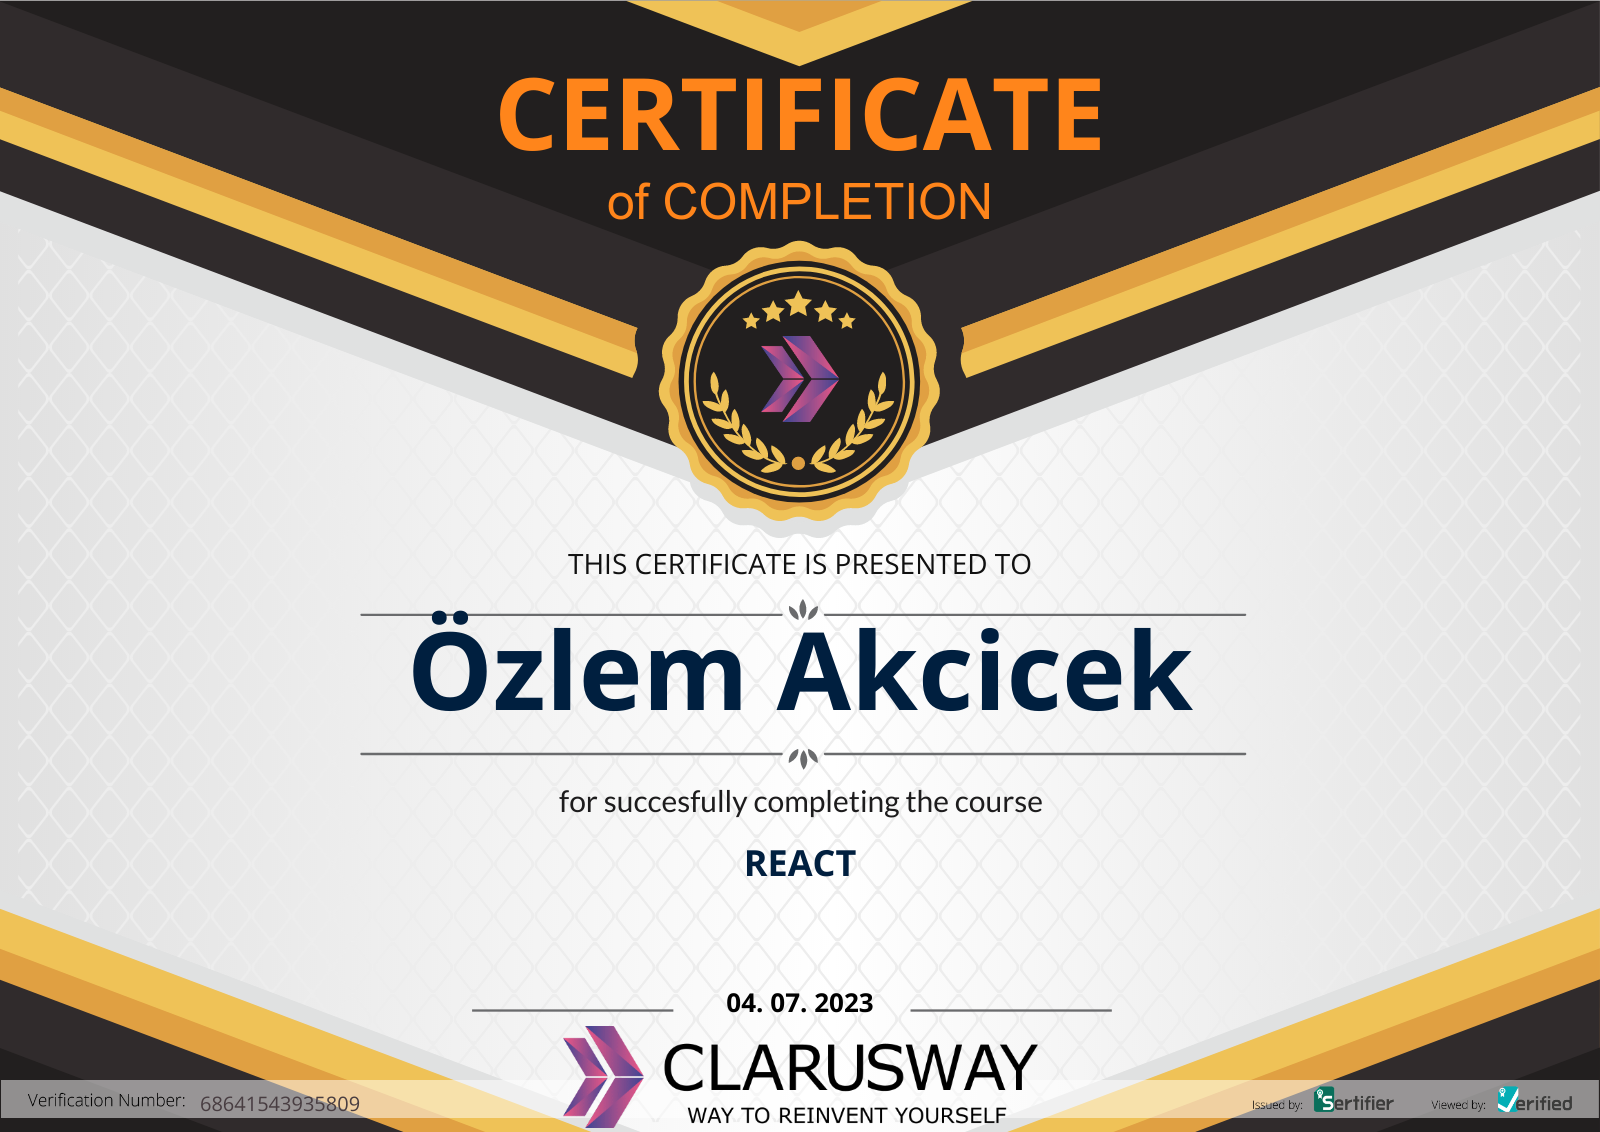 CERTIFICATE
of COMPLETION
THIS CERTIFICATE IS PRESENTED TO
Özlem Akcicek
for succesfully completing the course
REACT
04. 07. 2023
CLARUSWAY
WAY TO REINVENT YOURSELF
Verification Number: 68641543935809
Issued by: Sertifier Viewed by: Verified